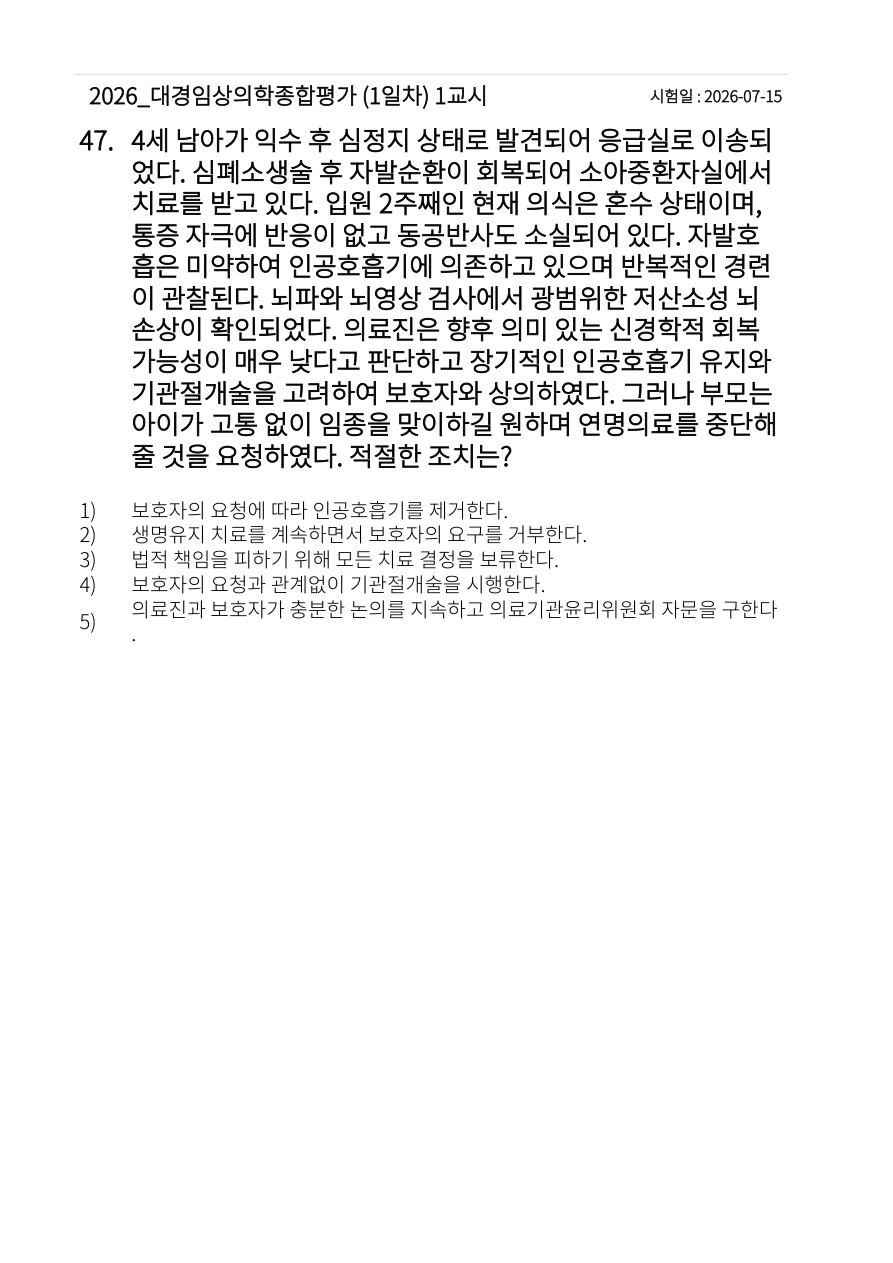 2026_대경임상의학종합평가 (1일차) 1교시
시험일 : 2026-07-15
47. 4세 남아가 익수 후 심정지 상태로 발견되어 응급실로 이송되
었다. 심폐소생술 후 자발순환이 회복되어 소아중환자실에서
치료를 받고 있다. 입원 2주째인 현재 의식은 혼수 상태이며,
통증 자극에 반응이 없고 동공반사도 소실되어 있다. 자발호
흡은 미약하여 인공호흡기에 의존하고 있으며 반복적인 경련
이 관찰된다. 뇌파와 뇌영상 검사에서 광범위한 저산소성 뇌
손상이 확인되었다. 의료진은 향후 의미 있는 신경학적 회복
가능성이 매우 낮다고 판단하고 장기적인 인공호흡기 유지와
기관절개술을 고려하여 보호자와 상의하였다. 그러나 부모는
아이가 고통 없이 임종을 맞이하길 원하며 연명의료를 중단해
줄 것을 요청하였다. 적절한 조치는?
1) 보호자의 요청에 따라 인공호흡기를 제거한다.
2) 생명유지 치료를 계속하면서 보호자의 요구를 거부한다.
3) 법적 책임을 피하기 위해 모든 치료 결정을 보류한다.
4) 보호자의 요청과 관계없이 기관절개술을 시행한다.
5) 의료진과 보호자가 충분한 논의를 지속하고 의료기관윤리위원회 자문을 구한다
.